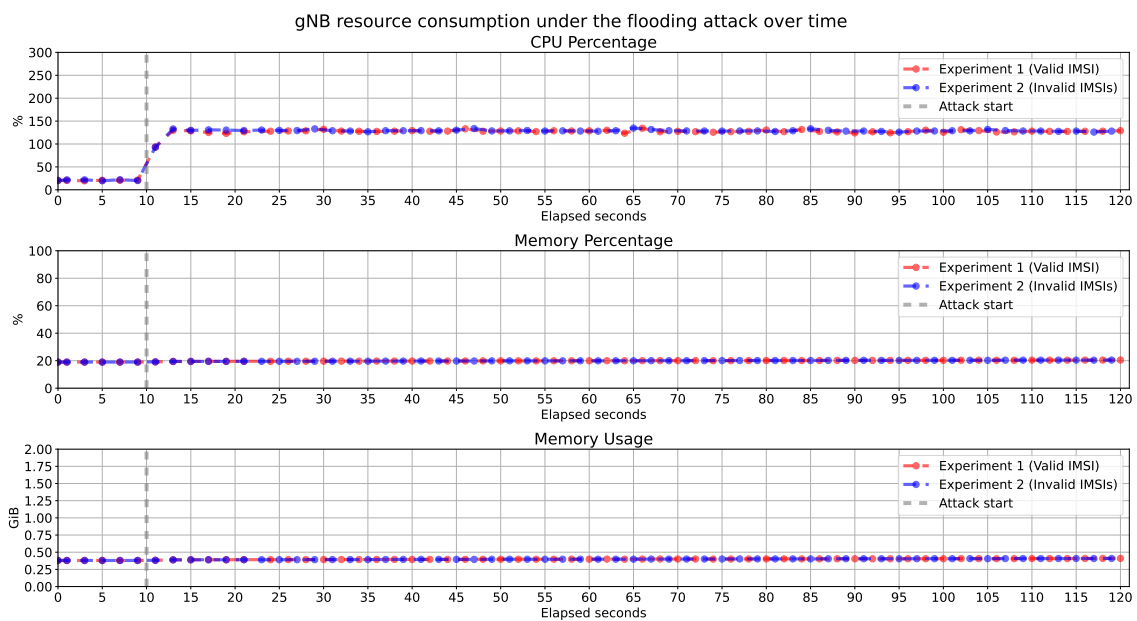 gNB resource consumption under the flooding attack over time
CPU Percentage
300
250
200
150
100
50
0
%
Experiment 1 (Valid IMSI)
Experiment 2 (Invalid IMSIs)
Attack start
0 5 10 15 20 25 30 35 40 45 50 55 60 65 70 75 80 85 90 95 100 105 110 115 120
Elapsed seconds
Memory Percentage
100
80
60
40
20
0
%
Experiment 1 (Valid IMSI)
Experiment 2 (Invalid IMSIs)
Attack start
0 5 10 15 20 25 30 35 40 45 50 55 60 65 70 75 80 85 90 95 100 105 110 115 120
Elapsed seconds
Memory Usage
2.00
1.75
1.50
1.25
1.00
0.75
0.50
0.25
0.00
GiB
Experiment 1 (Valid IMSI)
Experiment 2 (Invalid IMSIs)
Attack start
0 5 10 15 20 25 30 35 40 45 50 55 60 65 70 75 80 85 90 95 100 105 110 115 120
Elapsed seconds